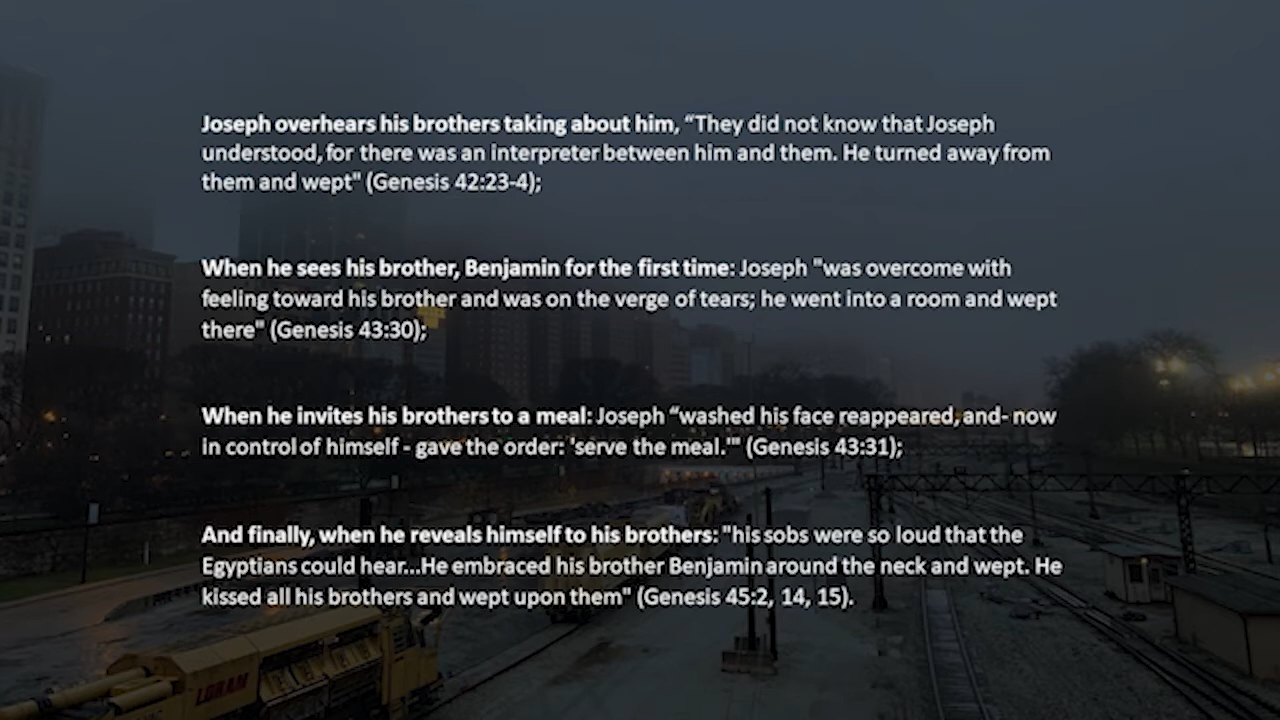 Joseph overhears his brothers taking about him, “They did not know that Joseph
understood, for there was an interpreter between him and them. He turned away from
them and wept" (Genesis 42:23-4);
When he sees his brother, Benjamin for the first time: Joseph "was overcome with
feeling toward his brother and was on the verge of tears; he went into a room and wept
there" (Genesis 43:30);
When he invites his brothers to a meal: Joseph “washed his face reappeared, and- now
in control of himself - gave the order: 'serve the meal.'" (Genesis 43:31);
And finally, when he reveals himself to his brothers: "his sobs were so loud that the
Egyptians could hear...He embraced his brother Benjamin around the neck and wept. He
kissed all his brothers and wept upon them" (Genesis 45:2, 14, 15).
LORAM